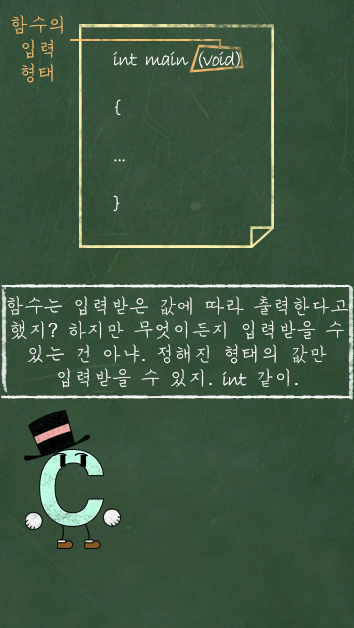 함수의
입력
형태
int main (void)
{
...
}
함수는 입력받은 값에 따라 출력한다고
했지? 하지만 무엇이든지 입력받을 수
있는 건 아냐. 정해진 형태의 값만
입력받을 수 있지. int 같이.
C